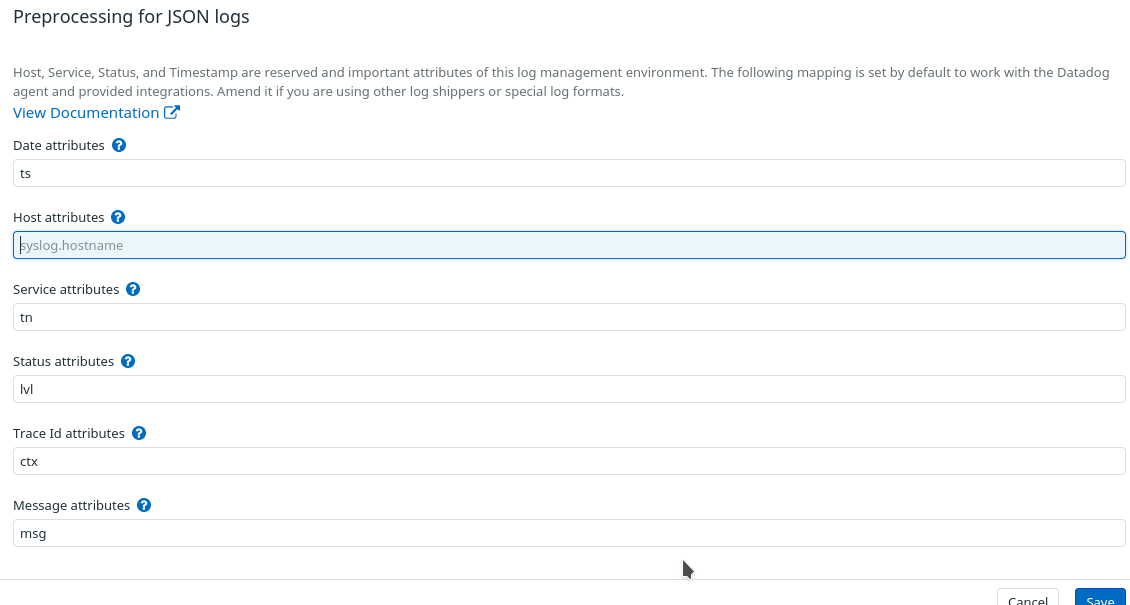 Preprocessing for JSON logs
Host, Service, Status, and Timestamp are reserved and important attributes of this log management environment. The following mapping is set by default to work with the Datadog
agent and provided integrations. Amend it if you are using other log shippers or special log formats.
View Documentation
Date attributes ?
ts
Host attributes ?
syslog.hostname
Service attributes ?
tn
Status attributes ?
lvl
Trace Id attributes ?
ctx
Message attributes ?
msg
Cancel Save